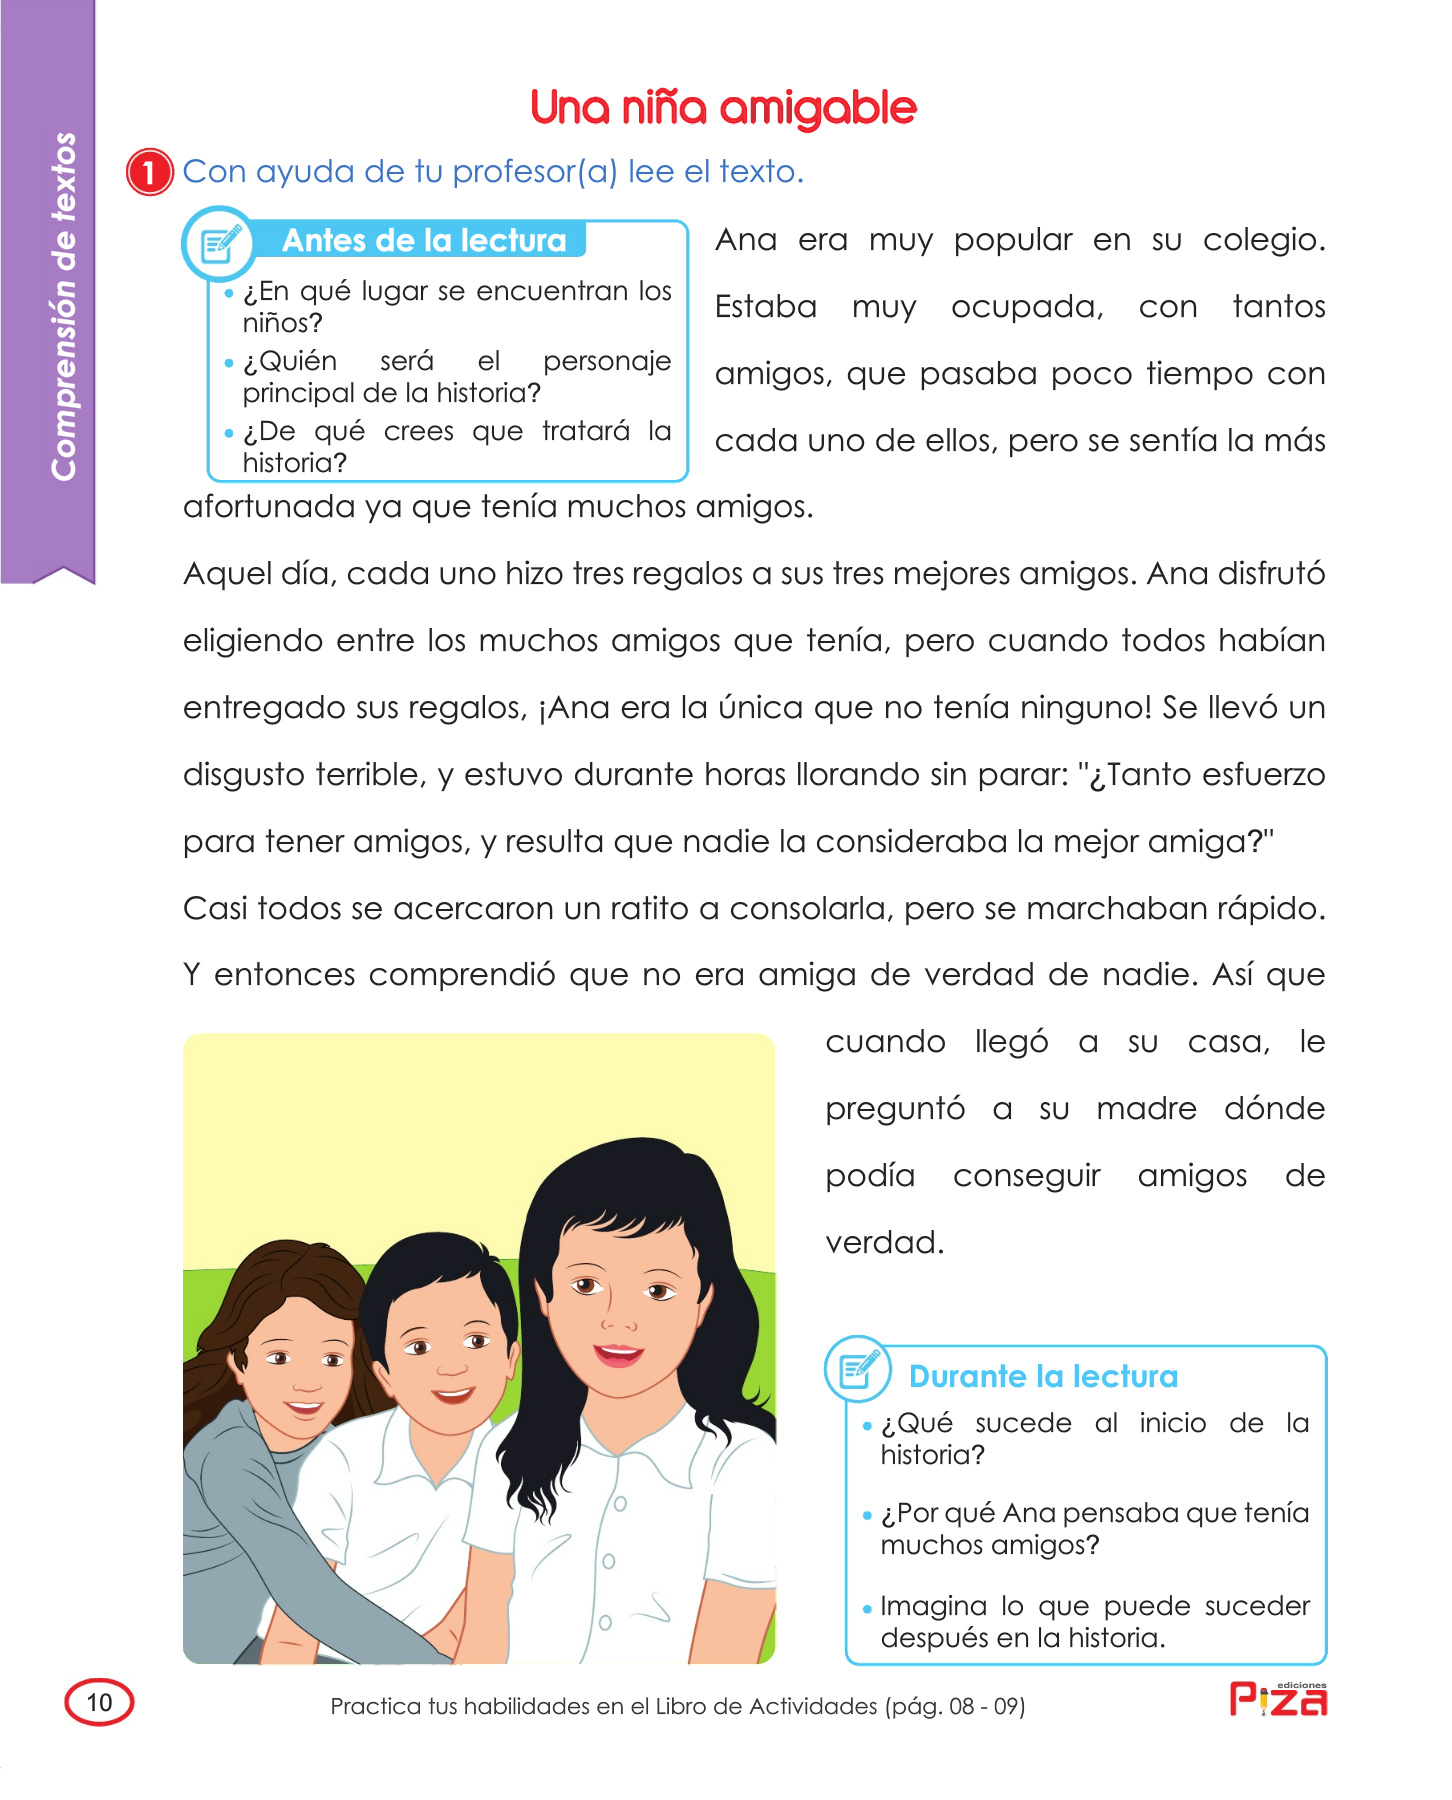 Comprensión de textos
Una niña amigable
1 Con ayuda de tu profesor(a) lee el texto.
Antes de la lectura
• ¿En qué lugar se encuentran los
niños?
• ¿Quién será el personaje
principal de la historia?
• ¿De qué crees que tratará la
historia?
Ana era muy popular en su colegio.
Estaba muy ocupada, con tantos
amigos, que pasaba poco tiempo con
cada uno de ellos, pero se sentía la más
afortunada ya que tenía muchos amigos.
Aquel día, cada uno hizo tres regalos a sus tres mejores amigos. Ana disfrutó
eligiendo entre los muchos amigos que tenía, pero cuando todos habían
entregado sus regalos, ¡Ana era la única que no tenía ninguno! Se llevó un
disgusto terrible, y estuvo durante horas llorando sin parar: "¿Tanto esfuerzo
para tener amigos, y resulta que nadie la consideraba la mejor amiga?"
Casi todos se acercaron un ratito a consolarla, pero se marchaban rápido.
Y entonces comprendió que no era amiga de verdad de nadie. Así que
cuando llegó a su casa, le
preguntó a su madre dónde
podía conseguir amigos de
verdad.
Durante la lectura
• ¿Qué sucede al inicio de la
historia?
• ¿Por qué Ana pensaba que tenía
muchos amigos?
• Imagina lo que puede suceder
después en la historia.
10
Practica tus habilidades en el Libro de Actividades (pág. 08 - 09)
ediciones
Piza